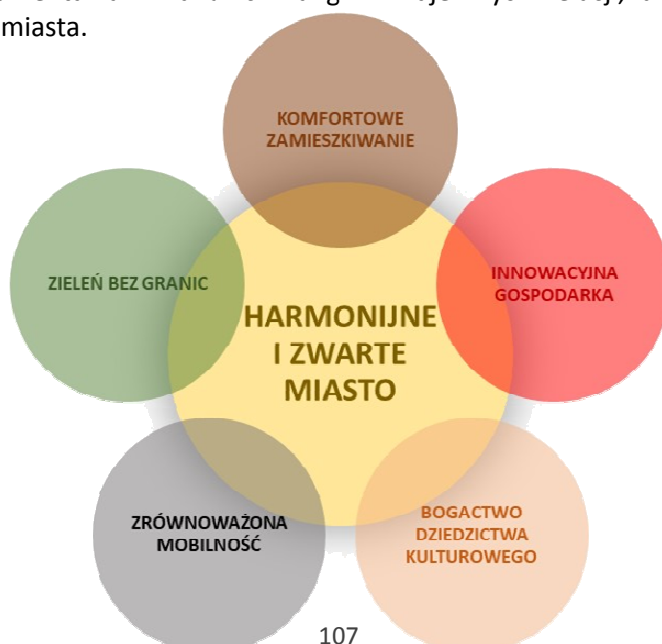 miasta.
KOMFORTOWE
ZAMIESZKIWANIE
ZIELEŃ BEZ GRANIC
INNOWACYJNA
GOSPODARKA
HARMONIJNE
I ZWARTE
MIASTO
ZRÓWNOWAŻONA
MOBILNOŚĆ
BOGACTWO
DZIEDZICTWA
KULTUROWEGO
107